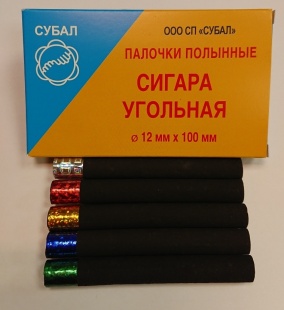 СУБАЛ
ООО СП «СУБАЛ»
ПАЛОЧКИ ПОЛЫННЫЕ
СИГАРА
УГОЛЬНАЯ
ø 12 мм х 100 мм